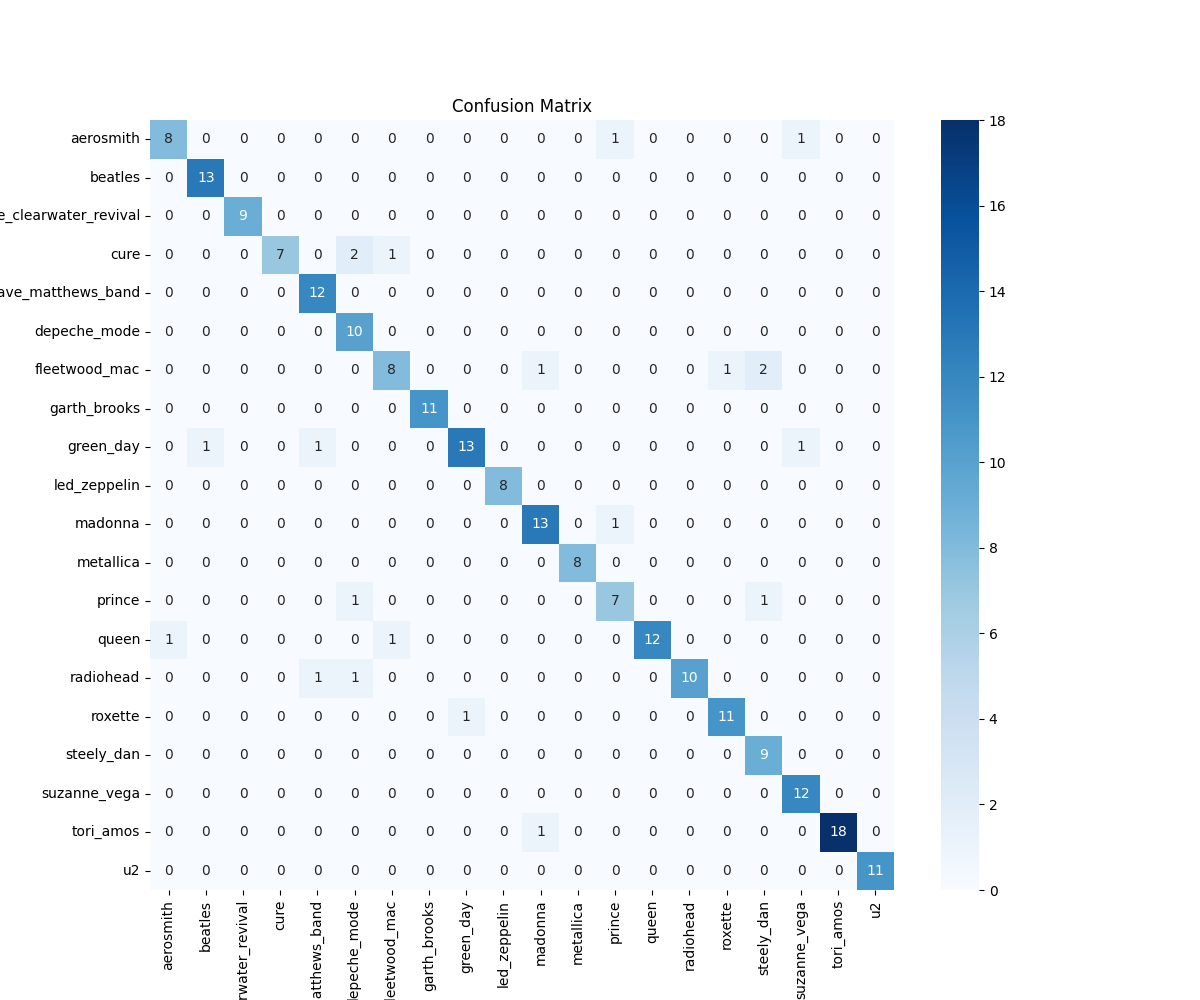 Confusion Matrix
aerosmith 8 0 0 0 0 0 0 0 0 0 0 0 1 0 0 0 0 1 0 0
beatles 0 13 0 0 0 0 0 0 0 0 0 0 0 0 0 0 0 0 0 0
e_clearwater_revival 0 0 9 0 0 0 0 0 0 0 0 0 0 0 0 0 0 0 0 0
cure 0 0 0 7 0 2 1 0 0 0 0 0 0 0 0 0 0 0 0 0
ave_matthews_band 0 0 0 0 12 0 0 0 0 0 0 0 0 0 0 0 0 0 0 0
depeche_mode 0 0 0 0 0 10 0 0 0 0 0 0 0 0 0 0 0 0 0 0
fleetwood_mac 0 0 0 0 0 0 8 0 0 0 1 0 0 0 0 1 2 0 0 0
garth_brooks 0 0 0 0 0 0 0 11 0 0 0 0 0 0 0 0 0 0 0 0
green_day 0 1 0 0 1 0 0 0 13 0 0 0 0 0 0 0 0 1 0 0
led_zeppelin 0 0 0 0 0 0 0 0 0 8 0 0 0 0 0 0 0 0 0 0
madonna 0 0 0 0 0 0 0 0 0 0 13 0 1 0 0 0 0 0 0 0
metallica 0 0 0 0 0 0 0 0 0 0 0 8 0 0 0 0 0 0 0 0
prince 0 0 0 0 0 1 0 0 0 0 0 0 7 0 0 0 1 0 0 0
queen 1 0 0 0 0 0 1 0 0 0 0 0 0 12 0 0 0 0 0 0
radiohead 0 0 0 0 1 1 0 0 0 0 0 0 0 0 10 0 0 0 0 0
roxette 0 0 0 0 0 0 0 0 1 0 0 0 0 0 0 11 0 0 0 0
steely_dan 0 0 0 0 0 0 0 0 0 0 0 0 0 0 0 0 9 0 0 0
suzanne_vega 0 0 0 0 0 0 0 0 0 0 0 0 0 0 0 0 0 12 0 0
tori_amos 0 0 0 0 0 0 0 0 0 0 1 0 0 0 0 0 0 0 18 0
u2 0 0 0 0 0 0 0 0 0 0 0 0 0 0 0 0 0 0 0 11
aerosmith
beatles
rwater_revival
cure
atthews_band
depeche_mode
leetwood_mac
garth_brooks
green_day
led_zeppelin
madonna
metallica
prince
queen
radiohead
roxette
steely_dan
suzanne_vega
tori_amos
u2
18
16
14
12
10
8
6
4
2
0